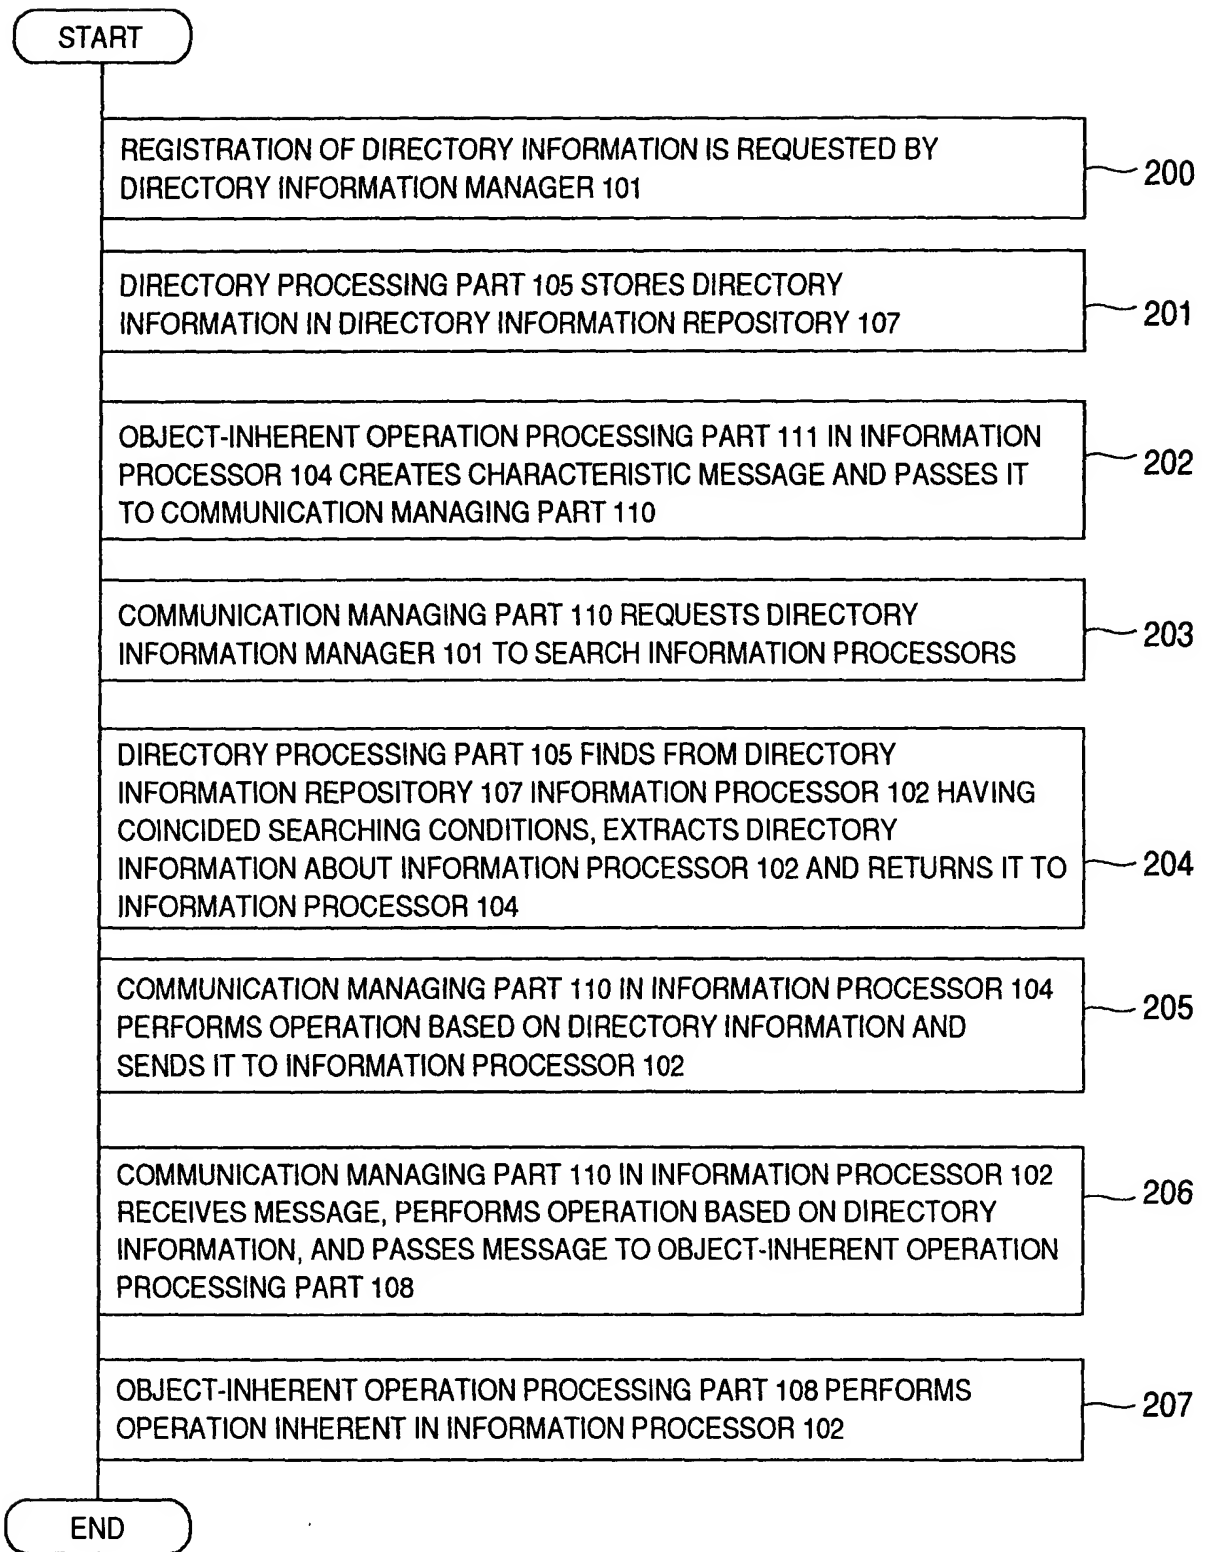 START
REGISTRATION OF DIRECTORY INFORMATION IS REQUESTED BY
DIRECTORY INFORMATION MANAGER 101
200
DIRECTORY PROCESSING PART 105 STORES DIRECTORY
INFORMATION IN DIRECTORY INFORMATION REPOSITORY 107
201
OBJECT-INHERENT OPERATION PROCESSING PART 111 IN INFORMATION
PROCESSOR 104 CREATES CHARACTERISTIC MESSAGE AND PASSES IT
TO COMMUNICATION MANAGING PART 110
202
COMMUNICATION MANAGING PART 110 REQUESTS DIRECTORY
INFORMATION MANAGER 101 TO SEARCH INFORMATION PROCESSORS
203
DIRECTORY PROCESSING PART 105 FINDS FROM DIRECTORY
INFORMATION REPOSITORY 107 INFORMATION PROCESSOR 102 HAVING
COINCIDED SEARCHING CONDITIONS, EXTRACTS DIRECTORY
INFORMATION ABOUT INFORMATION PROCESSOR 102 AND RETURNS IT TO
INFORMATION PROCESSOR 104
204
COMMUNICATION MANAGING PART 110 IN INFORMATION PROCESSOR 104
PERFORMS OPERATION BASED ON DIRECTORY INFORMATION AND
SENDS IT TO INFORMATION PROCESSOR 102
205
COMMUNICATION MANAGING PART 110 IN INFORMATION PROCESSOR 102
RECEIVES MESSAGE, PERFORMS OPERATION BASED ON DIRECTORY
INFORMATION, AND PASSES MESSAGE TO OBJECT-INHERENT OPERATION
PROCESSING PART 108
206
OBJECT-INHERENT OPERATION PROCESSING PART 108 PERFORMS
OPERATION INHERENT IN INFORMATION PROCESSOR 102
207
END